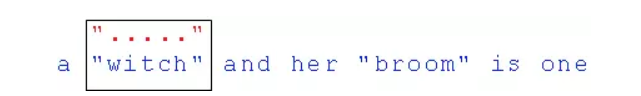 "....."
a "witch" and her "broom" is one